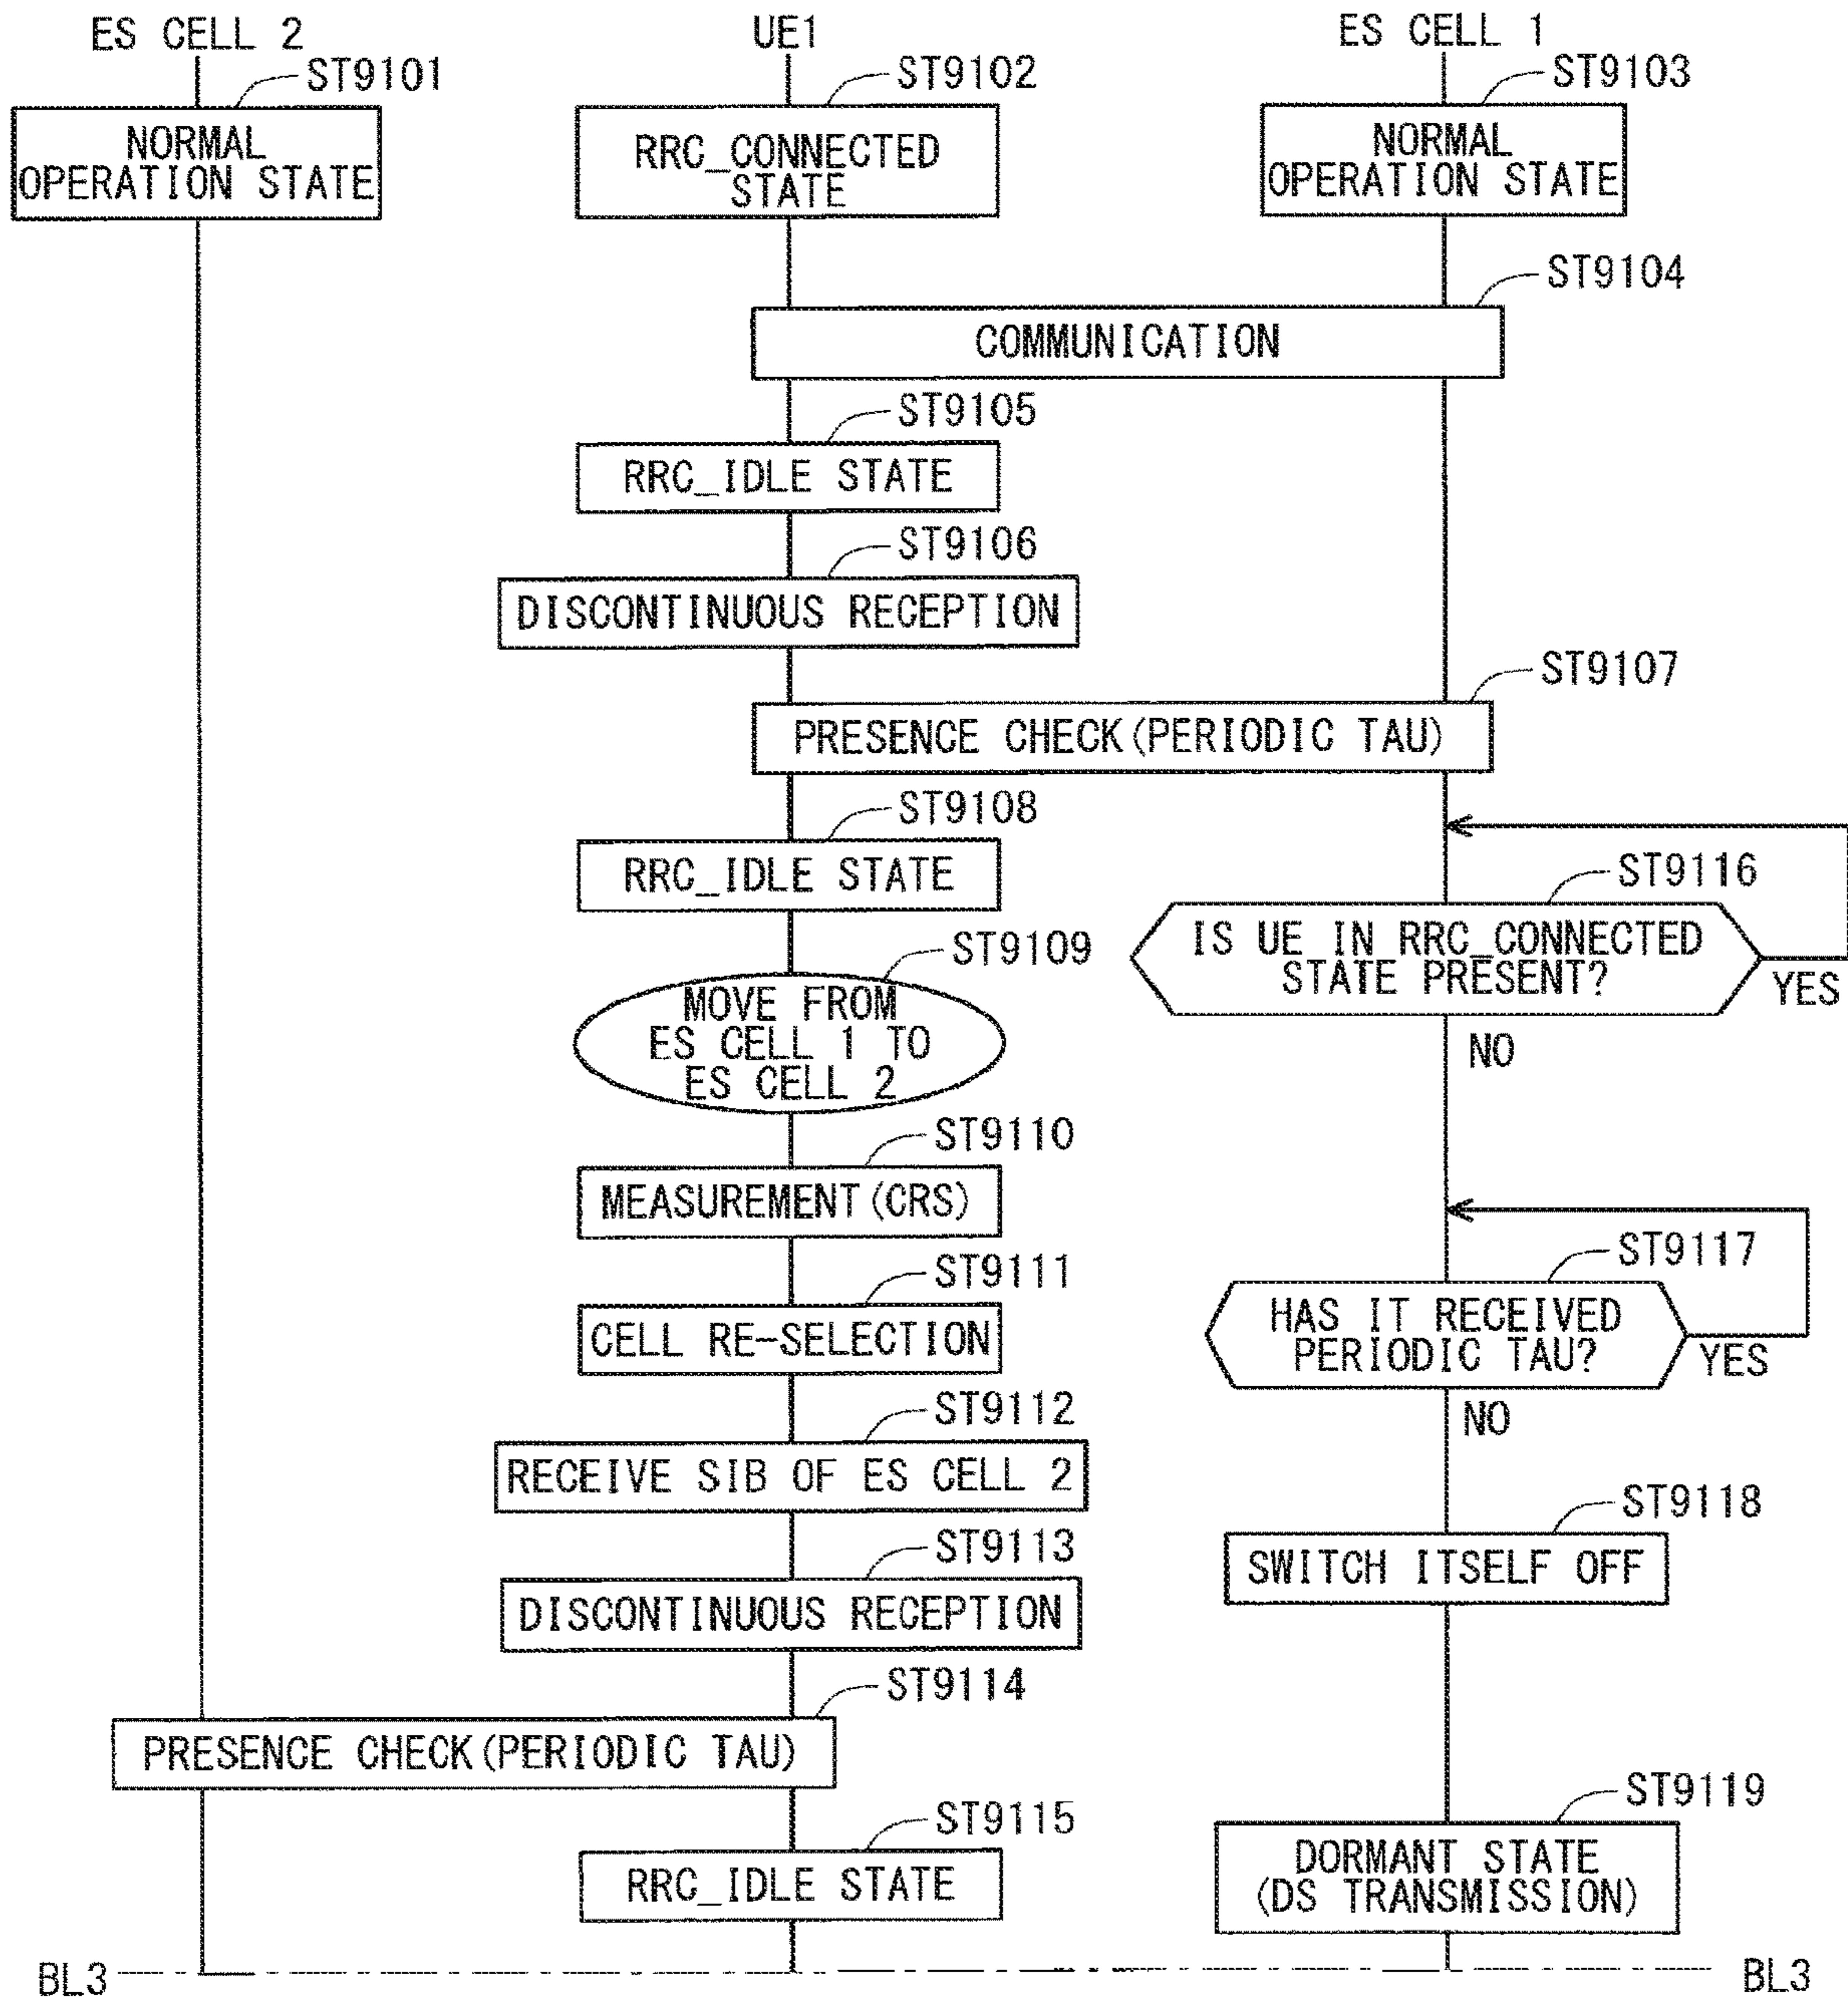 ES CELL 2
UE1
ES CELL 1
ST9101
ST9102
ST9103
NORMAL
OPERATION STATE
RRC_CONNECTED
STATE
NORMAL
OPERATION STATE
ST9104
COMMUNICATION
ST9105
RRC_IDLE STATE
ST9106
DISCONTINUOUS RECEPTION
ST9107
PRESENCE CHECK(PERIODIC TAU)
ST9108
RRC_IDLE STATE
ST9116
IS UE IN RRC_CONNECTED
STATE PRESENT?
YES
NO
ST9109
MOVE FROM
ES CELL 1 TO
ES CELL 2
ST9110
MEASUREMENT(CRS)
ST9111
CELL RE-SELECTION
ST9117
HAS IT RECEIVED
PERIODIC TAU?
YES
NO
ST9112
RECEIVE SIB OF ES CELL 2
ST9113
DISCONTINUOUS RECEPTION
ST9118
SWITCH ITSELF OFF
ST9114
PRESENCE CHECK(PERIODIC TAU)
ST9115
RRC_IDLE STATE
ST9119
DORMANT STATE
(DS TRANSMISSION)
BL3
BL3